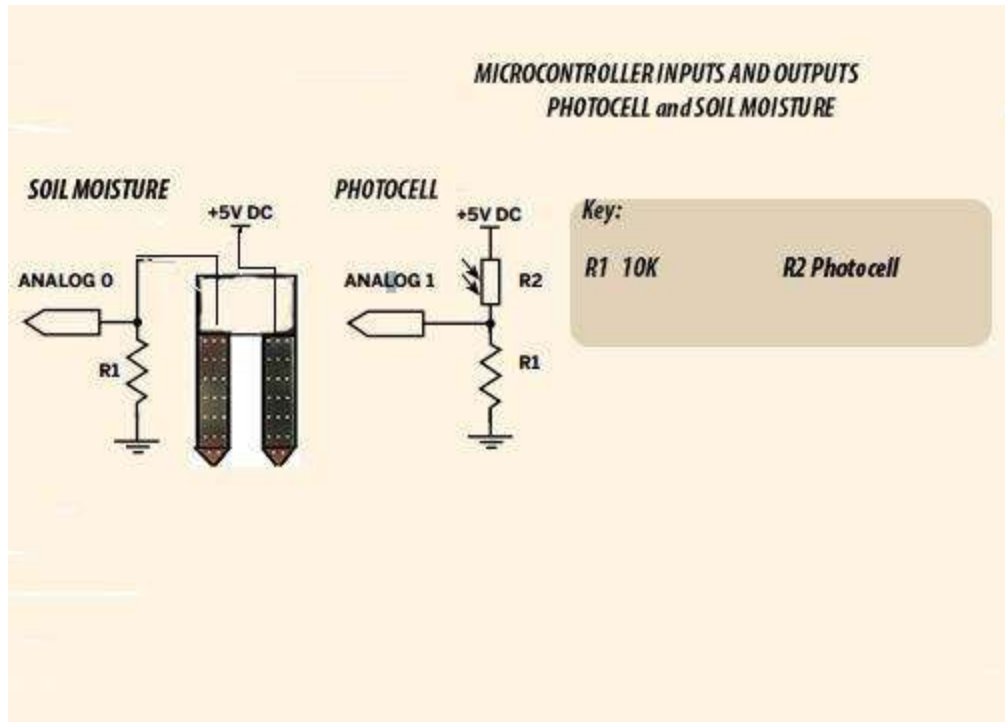 MICROCONTROLLER INPUTS AND OUTPUTS
PHOTOCELL and SOIL MOISTURE
SOIL MOISTURE
+5V DC
ANALOG 0
R1
PHOTOCELL
+5V DC
ANALOG 1
R2
R1
Key:
R1 10K
R2 Photocell